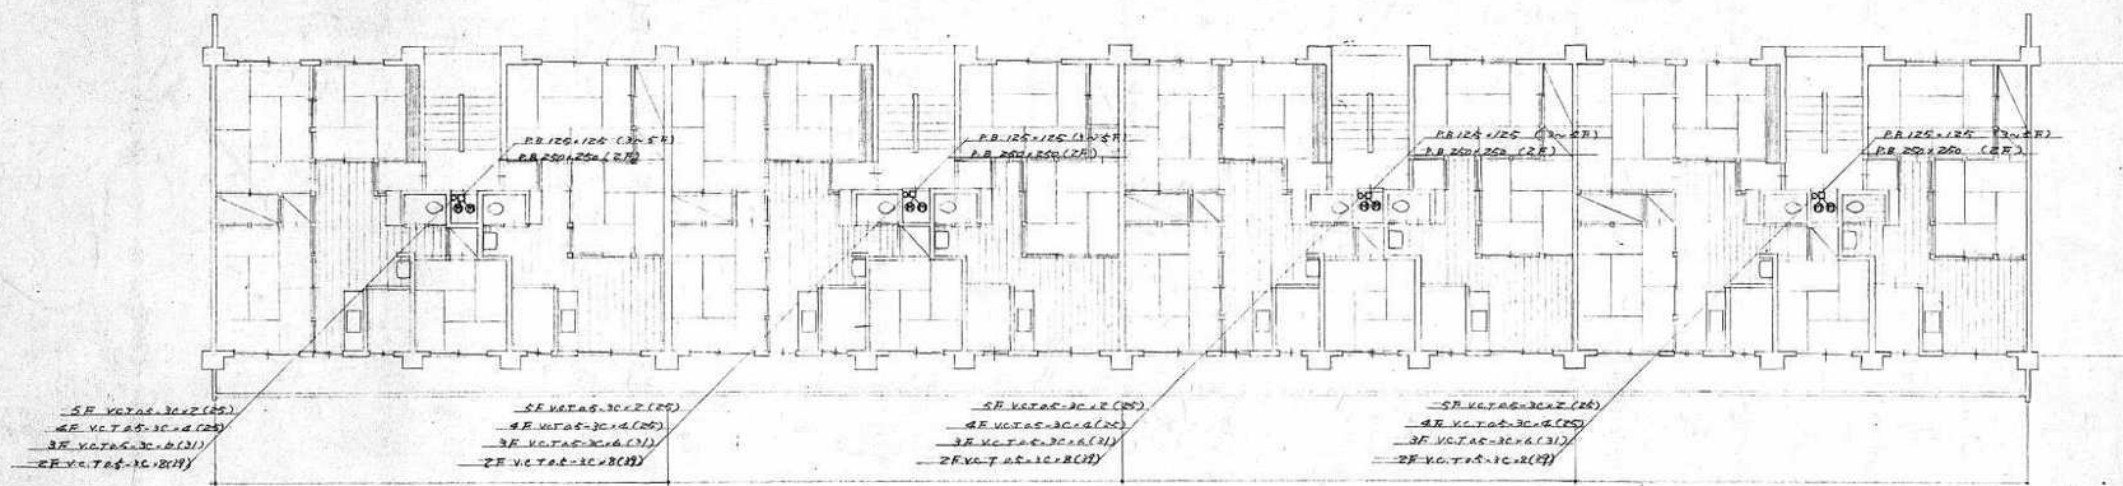 P.B 125×125 (3~5F)
P.B 250×250 (2F)
P.B 125×125 (3~5F)
P.B 250×250 (2F)
P.B 125×125 (3~5F)
P.B 250×250 (2F)
P.B 125×125 (3~5F)
P.B 250×250 (2F)
5F V.C.T 0.5-3C×2 (25)
4F V.C.T 0.5-3C×4 (25)
3F V.C.T 0.5-3C×6 (31)
2F V.C.T 0.5-3C×8 (39)
5F V.C.T 0.5-3C×2 (25)
4F V.C.T 0.5-3C×4 (25)
3F V.C.T 0.5-3C×6 (31)
2F V.C.T 0.5-3C×8 (39)
5F V.C.T 0.5-3C×2 (25)
4F V.C.T 0.5-3C×4 (25)
3F V.C.T 0.5-3C×6 (31)
2F V.C.T 0.5-3C×8 (39)
5F V.C.T 0.5-3C×2 (25)
4F V.C.T 0.5-3C×4 (25)
3F V.C.T 0.5-3C×6 (31)
2F V.C.T 0.5-3C×8 (39)